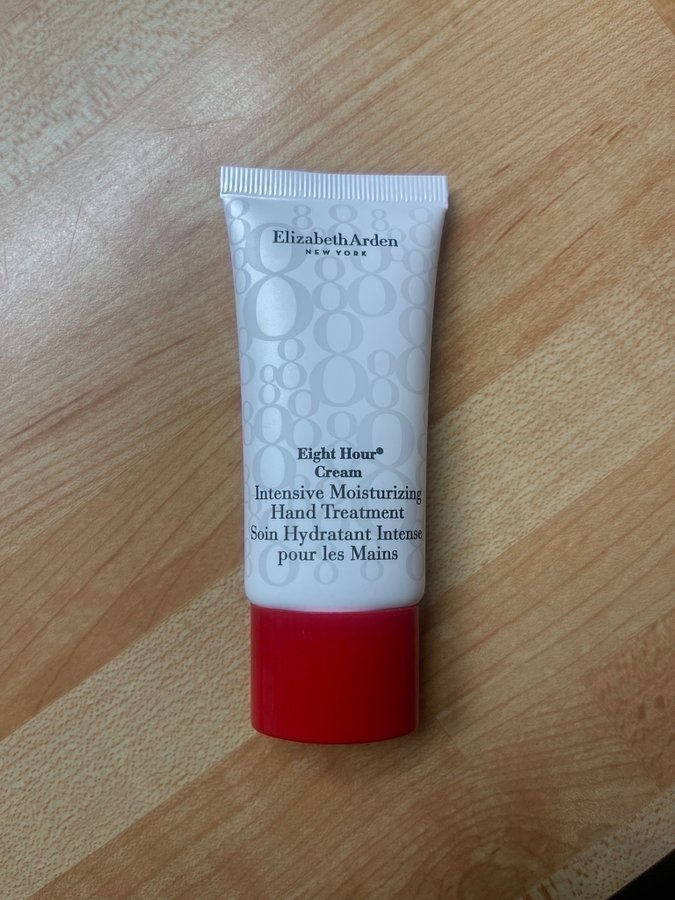 ElizabethArden
NEW YORK
Eight Hour®
Cream
Intensive Moisturizing
Hand Treatment
Soin Hydratant Intense
pour les Mains